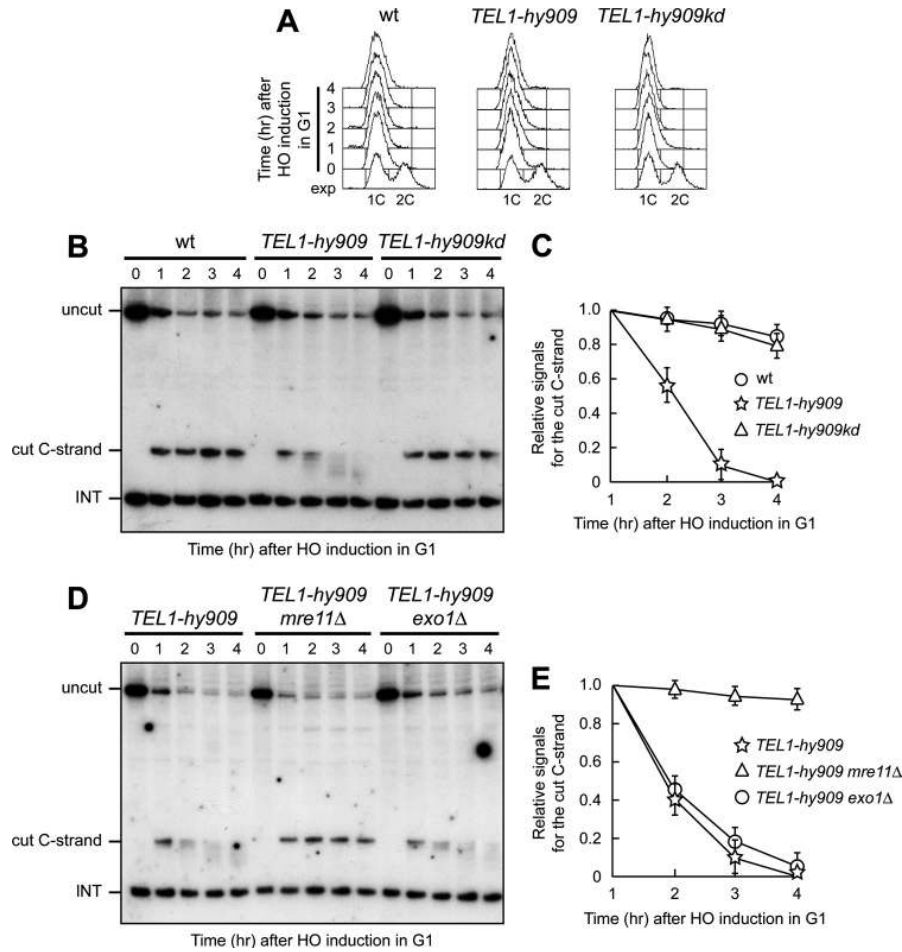 A
wt TEL1-hy909 TEL1-hy909kd
Time (hr) after
HO induction
in G1
4
3
2
1
0
exp
1C 2C 1C 2C 1C 2C
B
wt TEL1-hy909 TEL1-hy909kd
0 1 2 3 4 0 1 2 3 4 0 1 2 3 4
uncut
cut C-strand
INT
Time (hr) after HO induction in G1
C
Relative signals
for the cut C-strand
1.0
0.8
0.6
0.4
0.2
0
1 2 3 4
Time (hr) after HO induction in G1
wt
TEL1-hy909
TEL1-hy909kd
D
TEL1-hy909
TEL1-hy909
mre11Δ
TEL1-hy909
exo1Δ
0 1 2 3 4 0 1 2 3 4 0 1 2 3 4
uncut
cut C-strand
INT
Time (hr) after HO induction in G1
E
Relative signals
for the cut C-strand
1.0
0.8
0.6
0.4
0.2
0
1 2 3 4
Time (hr) after HO induction in G1
TEL1-hy909
TEL1-hy909 mre11Δ
TEL1-hy909 exo1Δ